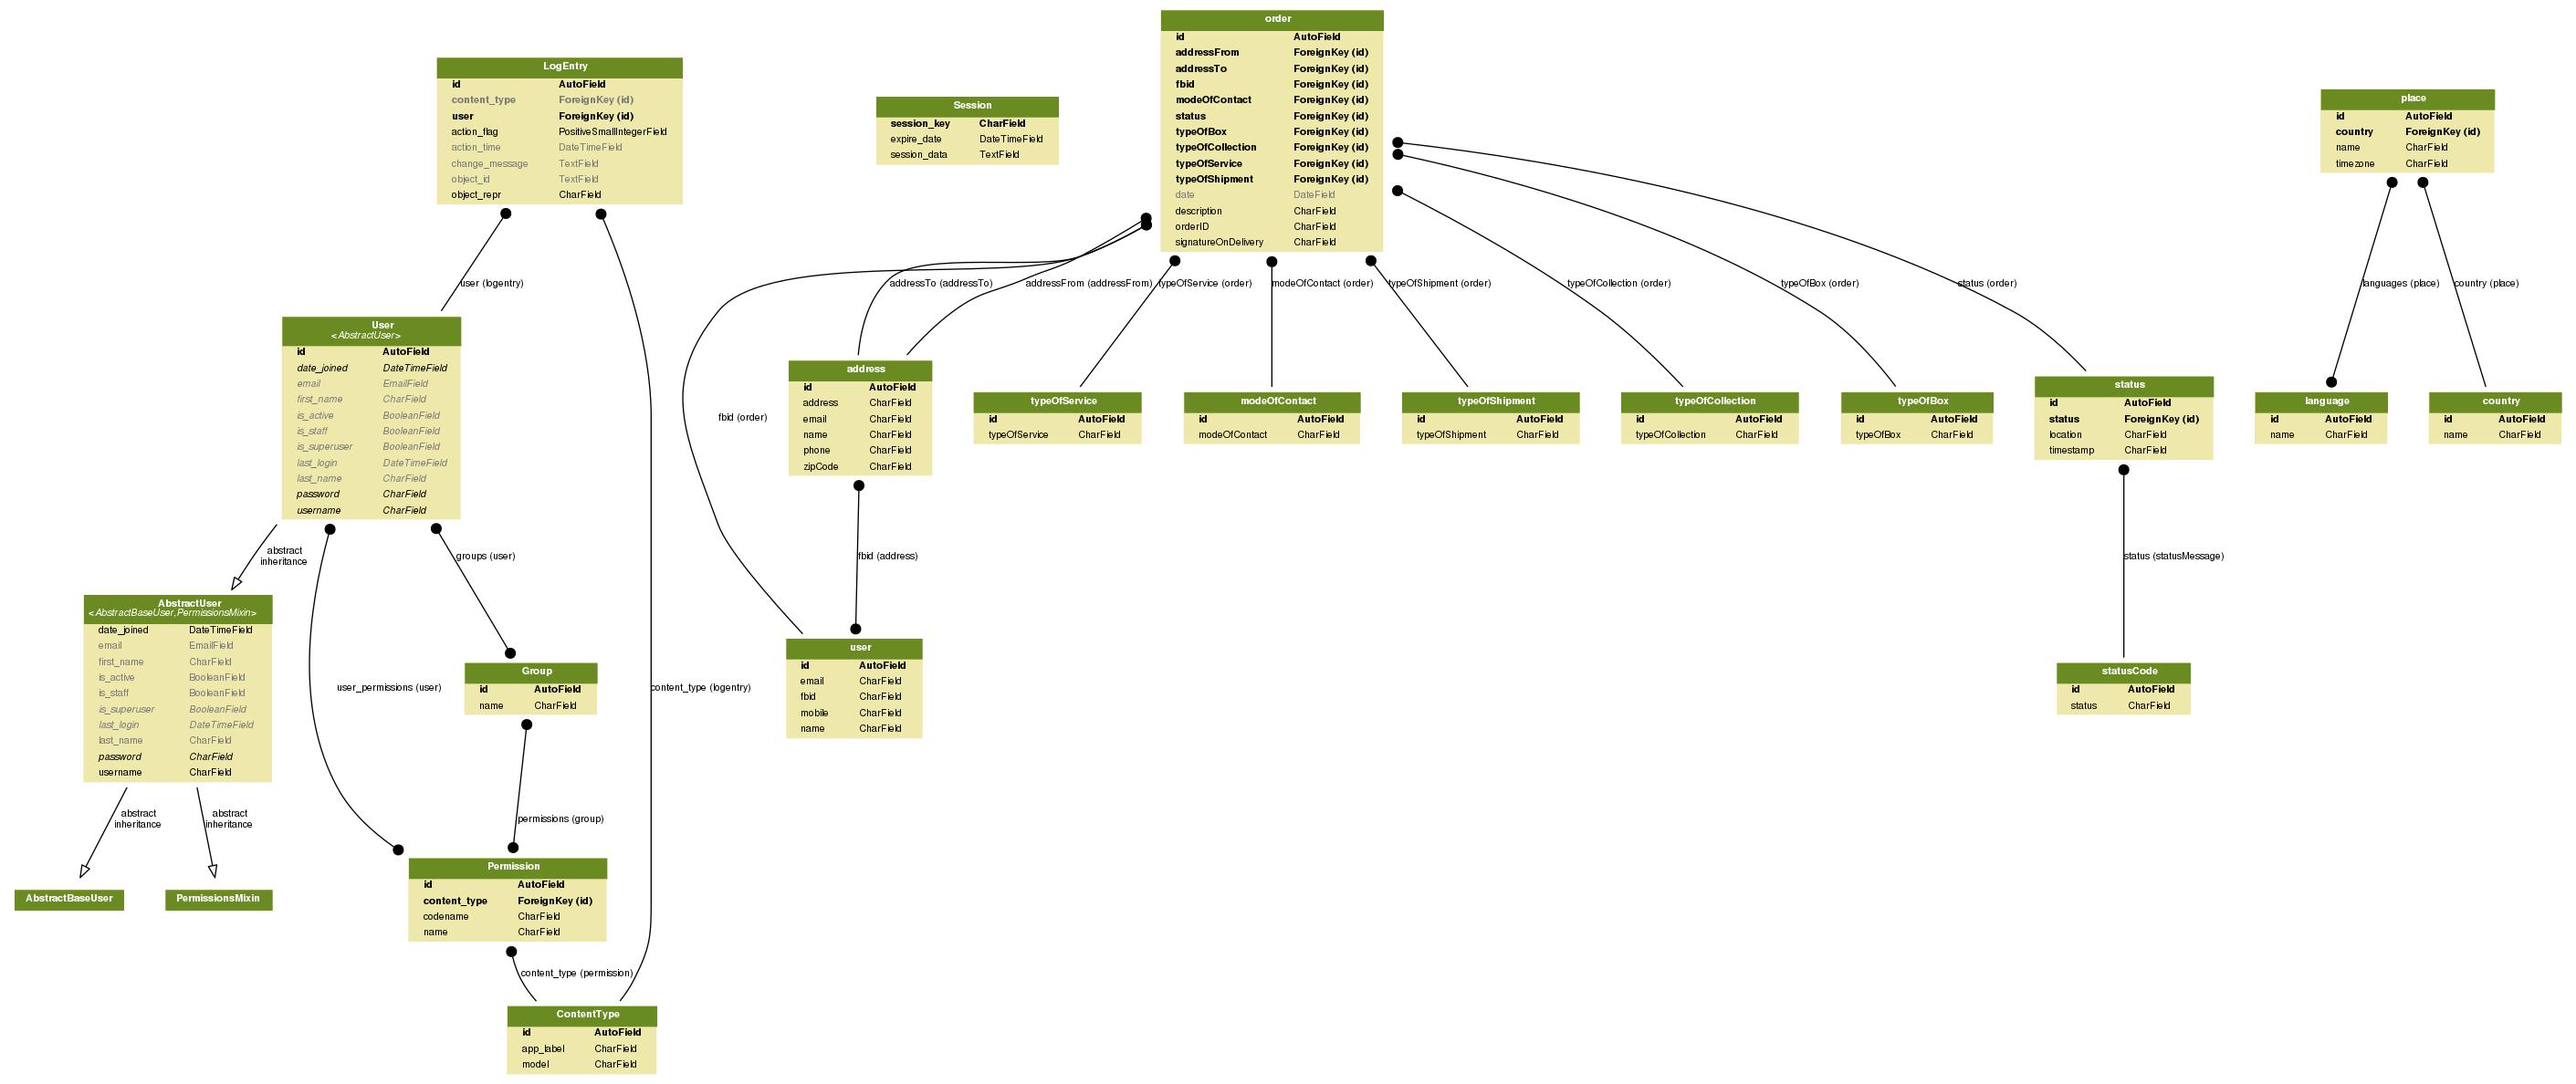 order
id AutoField
addressFrom ForeignKey (id)
addressTo ForeignKey (id)
fbid ForeignKey (id)
modeOfContact ForeignKey (id)
status ForeignKey (id)
typeOfBox ForeignKey (id)
typeOfCollection ForeignKey (id)
typeOfService ForeignKey (id)
typeOfShipment ForeignKey (id)
date DateField
description CharField
orderID CharField
signatureOnDelivery CharField
LogEntry
id AutoField
content_type ForeignKey (id)
user ForeignKey (id)
action_flag PositiveSmallIntegerField
action_time DateTimeField
change_message TextField
object_id TextField
object_repr CharField
Session
session_key CharField
expire_date DateTimeField
session_data TextField
place
id AutoField
country ForeignKey (id)
name CharField
timezone CharField
user (logentry)
addressTo (addressTo)
addressFrom (addressFrom)
typeOfService (order)
modeOfContact (order)
typeOfShipment (order)
typeOfCollection (order)
typeOfBox (order)
status (order)
languages (place)
country (place)
User
<AbstractUser>
id AutoField
date_joined DateTimeField
email EmailField
first_name CharField
is_active BooleanField
is_staff BooleanField
is_superuser BooleanField
last_login DateTimeField
last_name CharField
password CharField
username CharField
fbid (order)
address
id AutoField
address CharField
email CharField
name CharField
phone CharField
zipCode CharField
typeOfService
id AutoField
typeOfService CharField
modeOfContact
id AutoField
modeOfContact CharField
typeOfShipment
id AutoField
typeOfShipment CharField
typeOfCollection
id AutoField
typeOfCollection CharField
typeOfBox
id AutoField
typeOfBox CharField
status
id AutoField
status ForeignKey (id)
location CharField
timestamp CharField
language
id AutoField
name CharField
country
id AutoField
name CharField
abstract
inheritance
groups (user)
fbid (address)
status (statusMessage)
AbstractUser
<AbstractBaseUser,PermissionsMixin>
date_joined DateTimeField
email EmailField
first_name CharField
is_active BooleanField
is_staff BooleanField
is_superuser BooleanField
last_login DateTimeField
last_name CharField
password CharField
username CharField
user_permissions (user)
Group
id AutoField
name CharField
content_type (logentry)
user
id AutoField
email CharField
fbid CharField
mobile CharField
name CharField
statusCode
id AutoField
status CharField
abstract
inheritance
abstract
inheritance
permissions (group)
AbstractBaseUser
PermissionsMixin
Permission
id AutoField
content_type ForeignKey (id)
codename CharField
name CharField
content_type (permission)
ContentType
id AutoField
app_label CharField
model CharField